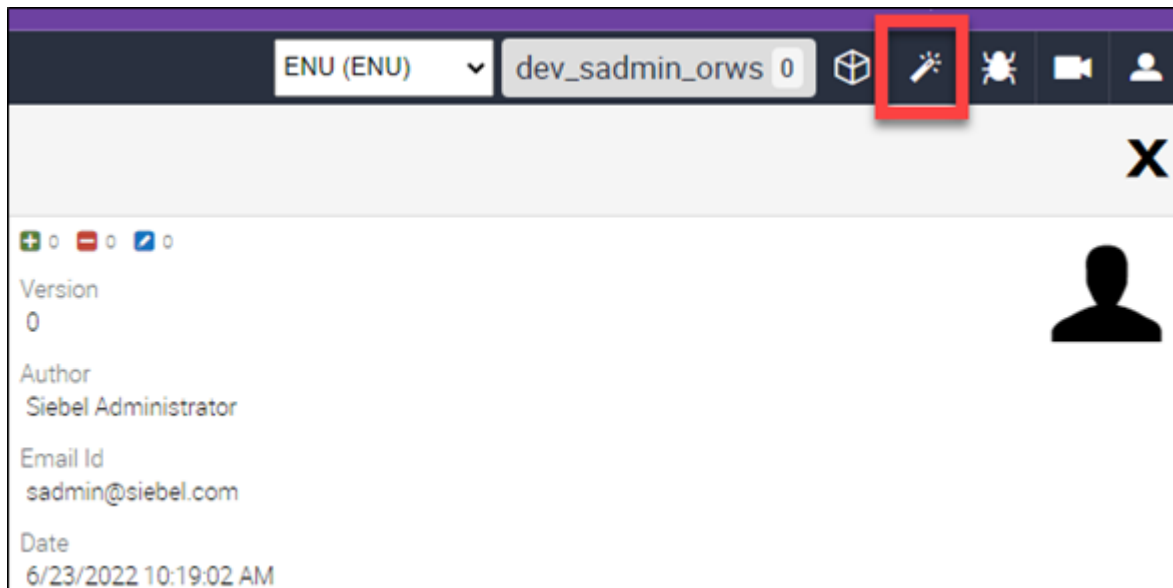 ENU (ENU) dev_sadmin_orws 0
X
0 0 0
Version
0
Author
Siebel Administrator
Email Id
sadmin@siebel.com
Date
6/23/2022 10:19:02 AM